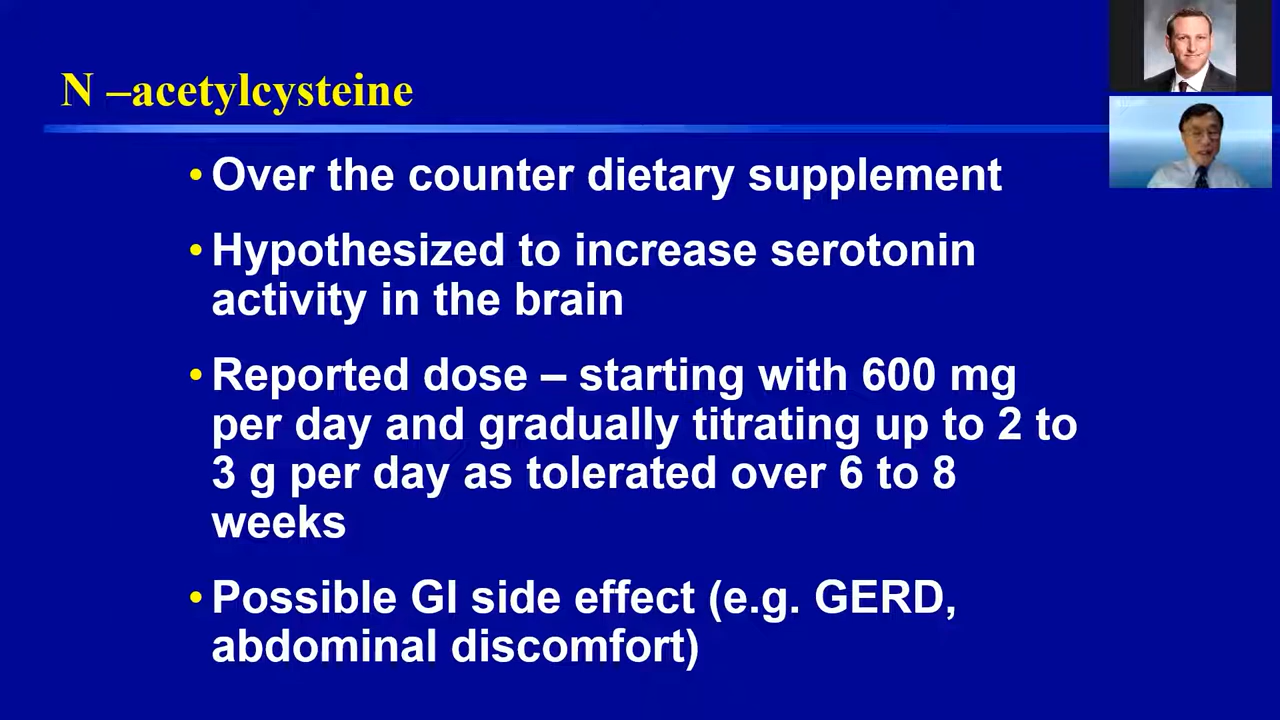 N –acetylcysteine
• Over the counter dietary supplement
• Hypothesized to increase serotonin
activity in the brain
• Reported dose – starting with 600 mg
per day and gradually titrating up to 2 to
3 g per day as tolerated over 6 to 8
weeks
• Possible GI side effect (e.g. GERD,
abdominal discomfort)